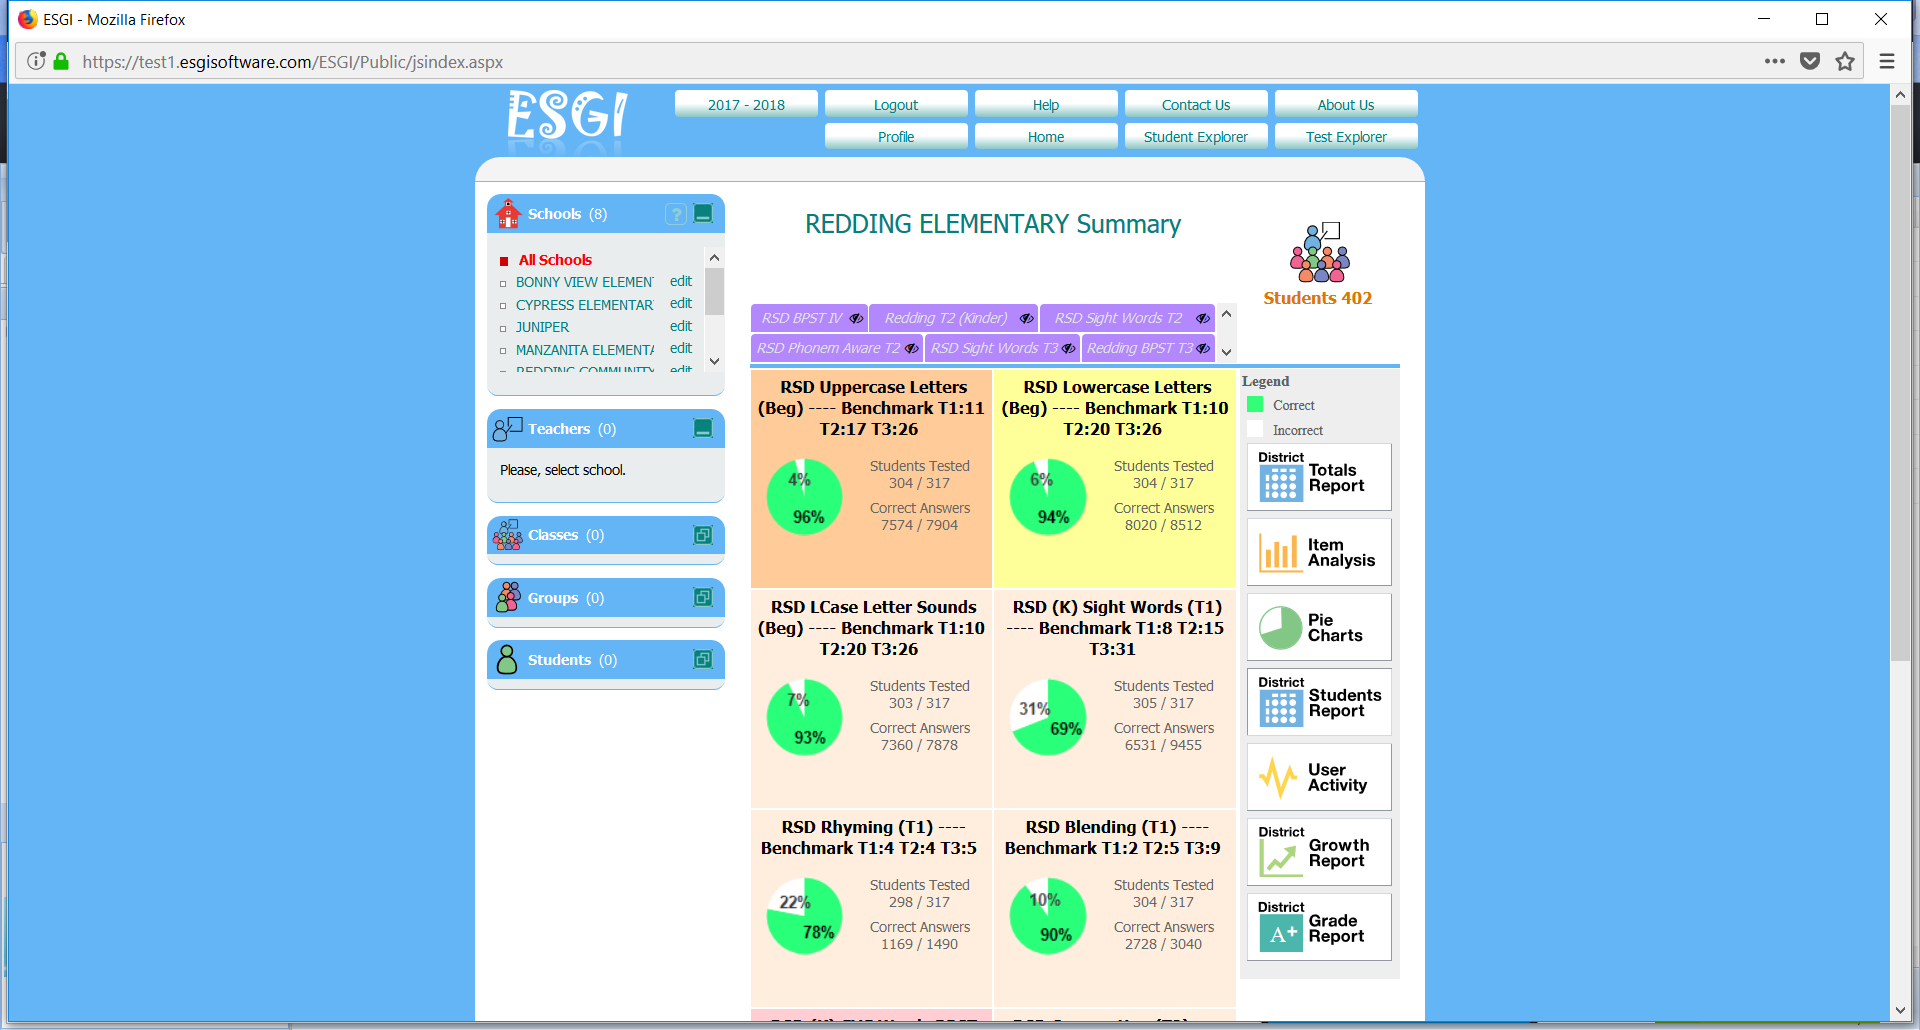 ESGI - Mozilla Firefox
https://test1.esgisoftware.com/ESGI/Public/jsindex.aspx
ESGI
2017 - 2018
Logout
Help
Contact Us
About Us
Profile
Home
Student Explorer
Test Explorer
Schools (8)
?
All Schools
BONNY VIEW ELEMEN edit
CYPRESS ELEMENTAR edit
JUNIPER edit
MANZANITA ELEMENTA edit
REDDING COMMUNITY edit
Teachers (0)
Please, select school.
Classes (0)
Groups (0)
Students (0)
REDDING ELEMENTARY Summary
Students 402
RSD BPST IV
Redding T2 (Kinder)
RSD Sight Words T2
RSD Phonem Aware T2
RSD Sight Words T3
Redding BPST T3
RSD Uppercase Letters
(Beg) ---- Benchmark T1:11
T2:17 T3:26
4%
96%
Students Tested
304 / 317
Correct Answers
7574 / 7904
RSD Lowercase Letters
(Beg) ---- Benchmark T1:10
T2:20 T3:26
6%
94%
Students Tested
304 / 317
Correct Answers
8020 / 8512
RSD LCase Letter Sounds
(Beg) ---- Benchmark T1:10
T2:20 T3:26
7%
93%
Students Tested
303 / 317
Correct Answers
7360 / 7878
RSD (K) Sight Words (T1)
---- Benchmark T1:8 T2:15
T3:31
31%
69%
Students Tested
305 / 317
Correct Answers
6531 / 9455
RSD Rhyming (T1) ----
Benchmark T1:4 T2:4 T3:5
22%
78%
Students Tested
298 / 317
Correct Answers
1169 / 1490
RSD Blending (T1) ----
Benchmark T1:2 T2:5 T3:9
10%
90%
Students Tested
304 / 317
Correct Answers
2728 / 3040
Legend
Correct
Incorrect
District
Totals
Report
Item
Analysis
Pie
Charts
District
Students
Report
User
Activity
District
Growth
Report
District
A+
Grade
Report